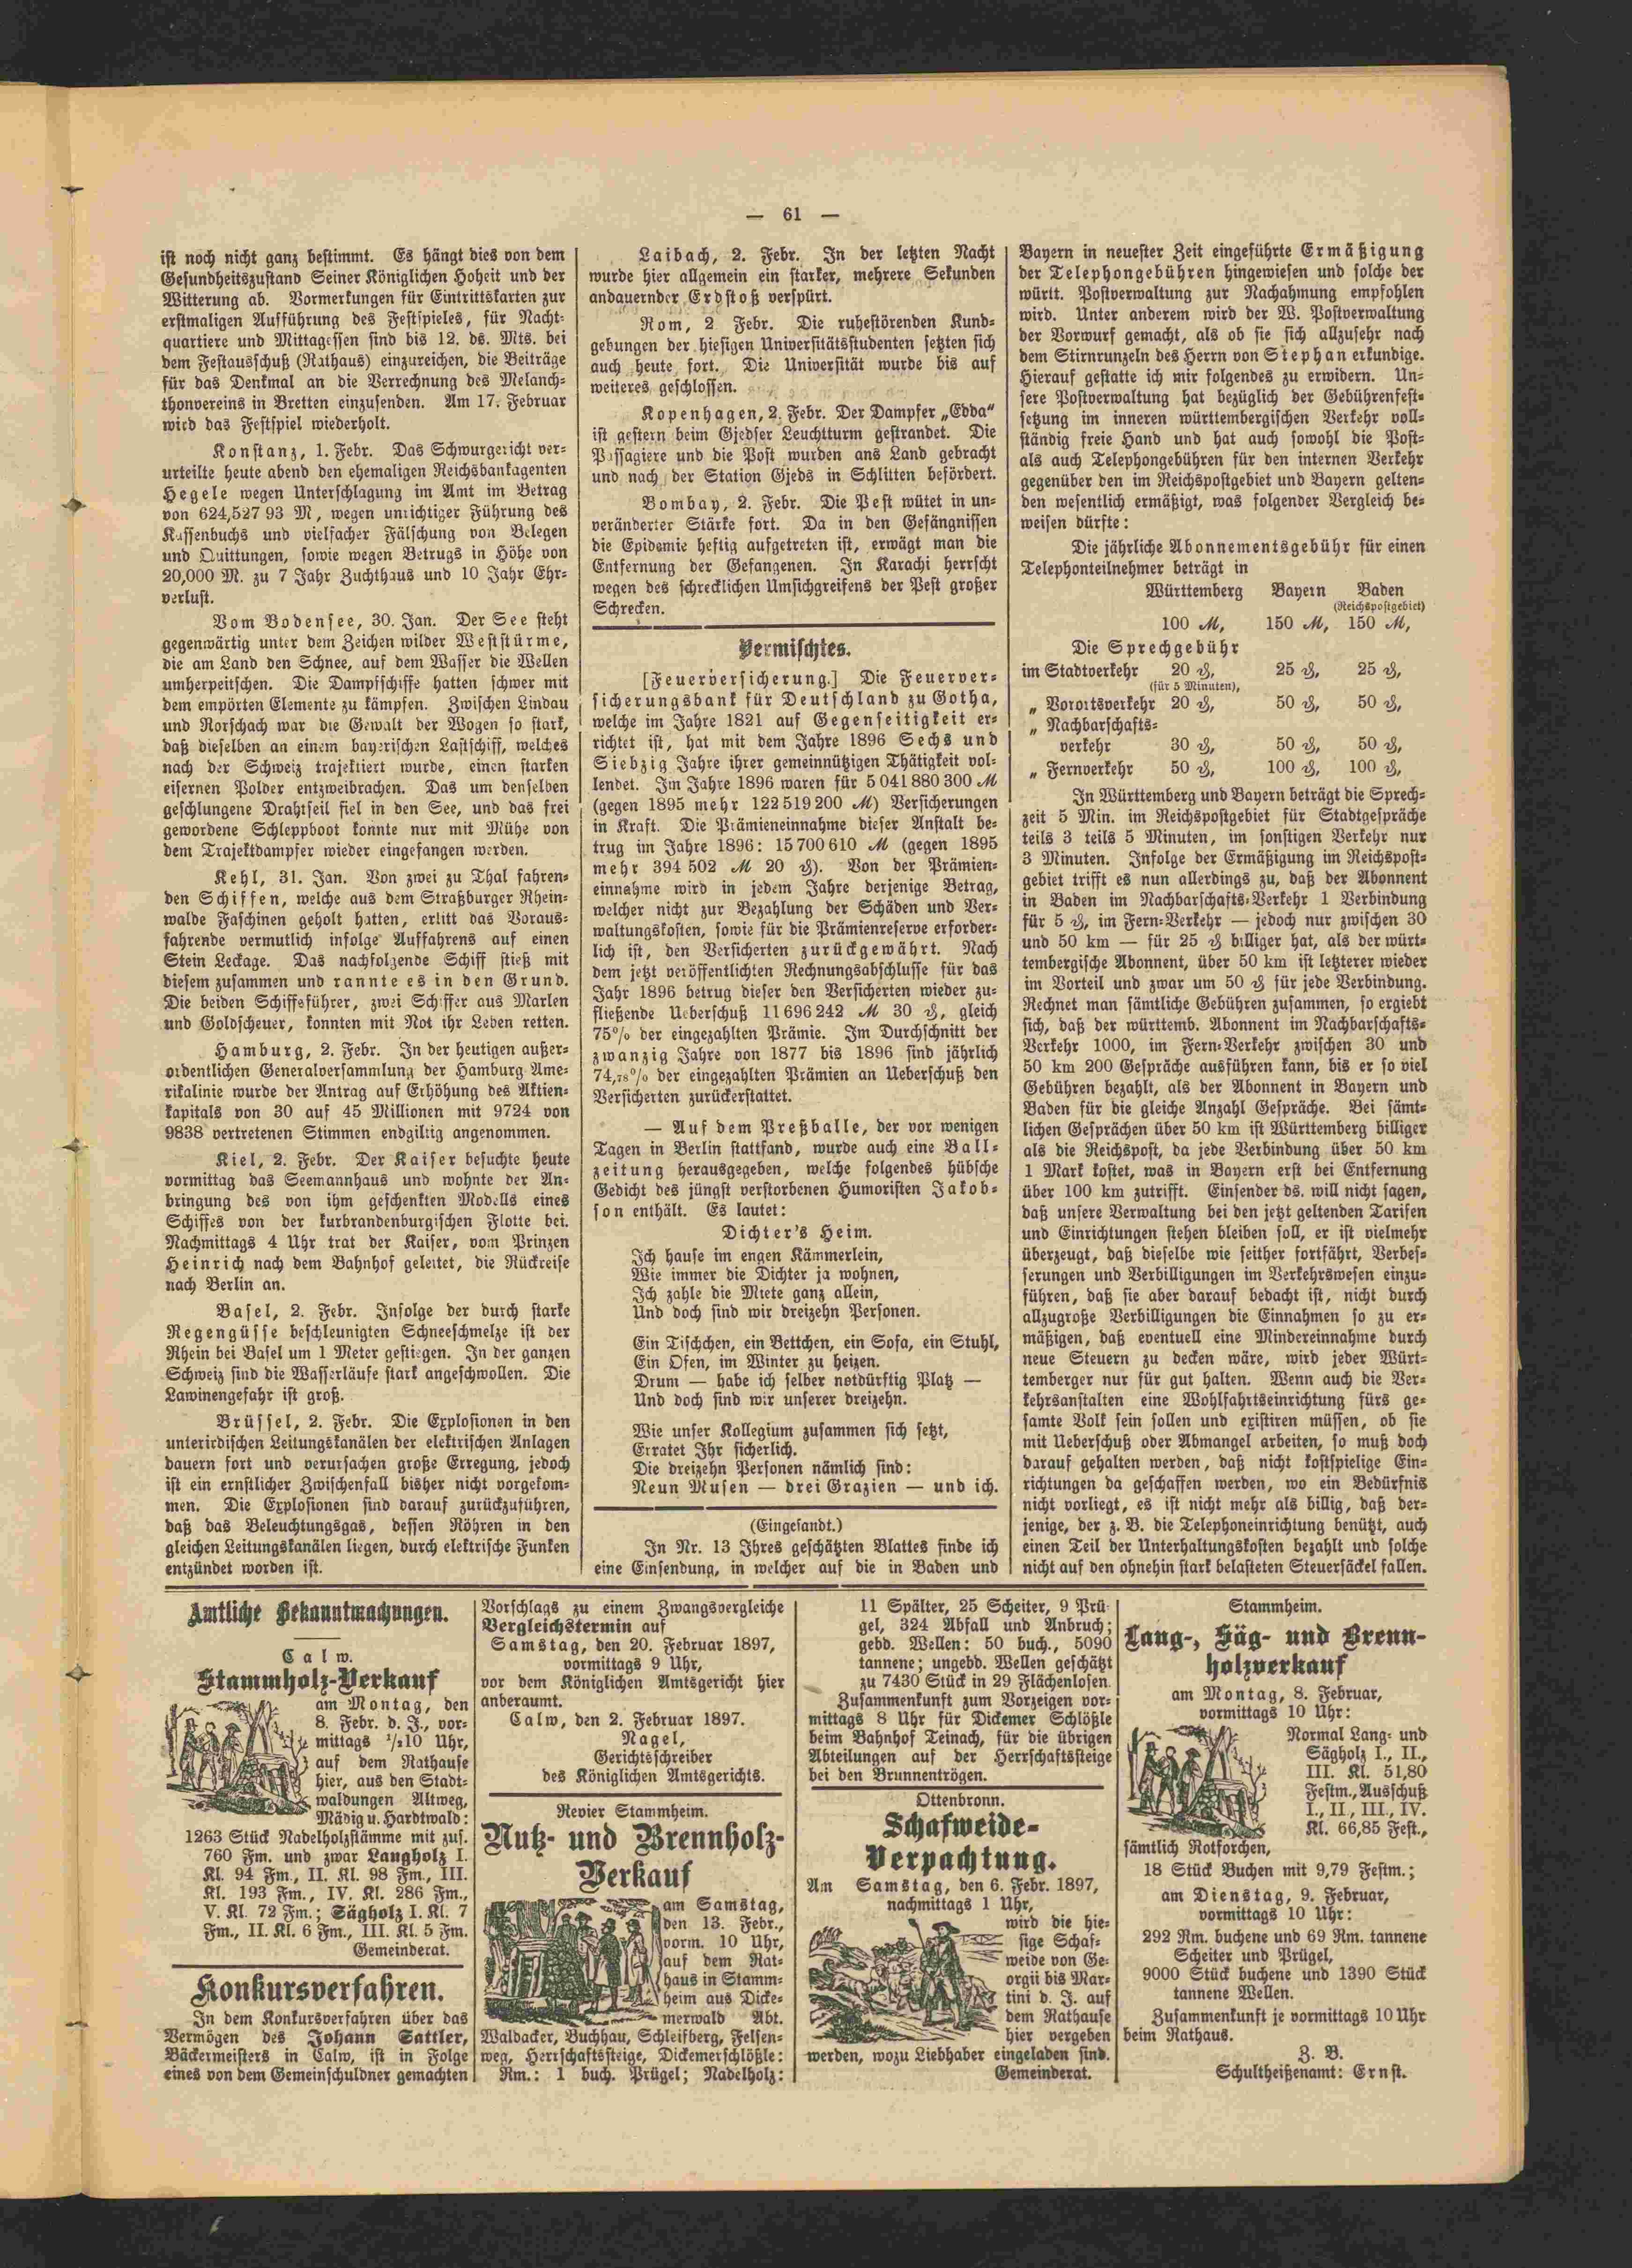 — 61 —
ist noch nicht ganz bestimmt. Es hängt dies von dem
Gesundheitszustand Seiner Königlichen Hoheit und der
Witterung ab. Vormerkungen für Eintrittskarten zur
erstmaligen Aufführung des Festspieles, für Nacht-
quartiere und Mittagessen sind bis 12. ds. Mts. bei
dem Festausschuß (Rathaus) einzureichen, die Beiträge
für das Denkmal an die Verrechnung des Melanch-
thonvereins in Bretten einzusenden. Am 17. Februar
wird das Festspiel wiederholt.
Konstanz, 1. Febr. Das Schwurgericht ver-
urteilte heute abend den ehemaligen Reichsbankagenten
Hegele wegen Unterschlagung im Amt im Betrag
von 624,527 93 M, wegen unrichtiger Führung des
Kassenbuchs und vielfacher Fälschung von Belegen
und Quittungen, sowie wegen Betrugs in Höhe von
20,000 M. zu 7 Jahr Zuchthaus und 10 Jahr Ehr-
verlust.
Vom Bodensee, 30. Jan. Der See steht
gegenwärtig unter dem Zeichen wilder Weststürme,
die am Land den Schnee, auf dem Wasser die Wellen
umherpeitschen. Die Dampfschiffe hatten schwer mit
dem empörten Elemente zu kämpfen. Zwischen Lindau
und Rorschach war die Gewalt der Wogen so stark,
daß dieselben an einem bayerischen Lastschiff, welches
nach der Schweiz trajektiert wurde, einen starken
eisernen Polder entzweibrachen. Das um denselben
geschlungene Drahtseil fiel in den See, und das frei
gewordene Schleppboot konnte nur mit Mühe von
dem Trajektdampfer wieder eingefangen werden.
Kehl, 31. Jan. Von zwei zu Thal fahren-
den Schiffen, welche aus dem Straßburger Rhein-
walde Faschinen geholt hatten, erlitt das Voraus-
fahrende vermutlich infolge Auffahrens auf einen
Stein Leckage. Das nachfolgende Schiff stieß mit
diesem zusammen und rannte es in den Grund.
Die beiden Schiffeführer, zwei Schiffer aus Marlen
und Goldscheuer, konnten mit Not ihr Leben retten.
Hamburg, 2. Febr. In der heutigen außer-
ordentlichen Generalversammlung der Hamburg Ame-
rikalinie wurde der Antrag auf Erhöhung des Aktien-
kapitals von 30 auf 45 Millionen mit 9724 von
9838 vertretenen Stimmen endgiltig angenommen.
Kiel, 2. Febr. Der Kaiser besuchte heute
vormittag das Seemannhaus und wohnte der An-
bringung des von ihm geschenkten Modells eines
Schiffes von der kurbrandenburgischen Flotte bei.
Nachmittags 4 Uhr trat der Kaiser, vom Prinzen
Heinrich nach dem Bahnhof geleitet, die Rückreise
nach Berlin an.
Basel, 2. Febr. Infolge der durch starke
Regengüsse beschleunigten Schneeschmelze ist der
Rhein bei Basel um 1 Meter gestiegen. In der ganzen
Schweiz sind die Wasserläufe stark angeschwollen. Die
Lawinengefahr ist groß.
Brüssel, 2. Febr. Die Explosionen in den
unterirdischen Leitungskanälen der elektrischen Anlagen
dauern fort und verursachen große Erregung, jedoch
ist ein ernstlicher Zwischenfall bisher nicht vorgekom-
men. Die Explosionen sind darauf zurückzuführen,
daß das Beleuchtungsgas, dessen Röhren in den
gleichen Leitungskanälen liegen, durch elektrische Funken
entzündet worden ist.
Laibach, 2. Febr. In der letzten Nacht
wurde hier allgemein ein starker, mehrere Sekunden
andauernder Erdstoß verspürt.
Rom, 2 Febr. Die ruhestörenden Kund-
gebungen der hiesigen Universitätsstudenten setzten sich
auch heute fort. Die Universität wurde bis auf
weiteres geschlossen.
Kopenhagen, 2. Febr. Der Dampfer „Edda“
ist gestern beim Gjedser Leuchtturm gestrandet. Die
Passagiere und die Post wurden ans Land gebracht
und nach der Station Gjeds in Schlitten befördert.
Bombay, 2. Febr. Die Pest wütet in un-
veränderter Stärke fort. Da in den Gefängnissen
die Epidemie heftig aufgetreten ist, erwägt man die
Entfernung der Gefangenen. In Karachi herrscht
wegen des schrecklichen Umsichgreifens der Pest großer
Schrecken.
Vermischtes.
[Feuerversicherung.] Die Feuerver-
sicherungsbank für Deutschland zu Gotha,
welche im Jahre 1821 auf Gegenseitigkeit er-
richtet ist, hat mit dem Jahre 1896 Sechs und
Siebzig Jahre ihrer gemeinnützigen Thätigkeit vol-
lendet. Im Jahre 1896 waren für 5 041 880 300 ℳ
(gegen 1895 mehr 122 519 200 ℳ) Versicherungen
in Kraft. Die Prämieneinnahme dieser Anstalt be-
trug im Jahre 1896: 15 700 610 ℳ (gegen 1895
mehr 394 502 ℳ 20 ₰). Von der Prämien-
einnahme wird in jedem Jahre derjenige Betrag,
welcher nicht zur Bezahlung der Schäden und Ver-
waltungskosten, sowie für die Prämienreserve erforder-
lich ist, den Versicherten zurückgewährt. Nach
dem jetzt veröffentlichten Rechnungsabschlusse für das
Jahr 1896 betrug dieser den Versicherten wieder zu-
fließende Ueberschuß 11 696 242 ℳ 30 ₰, gleich
75% der eingezahlten Prämie. Im Durchschnitt der
zwanzig Jahre von 1877 bis 1896 sind jährlich
74,78% der eingezahlten Prämien an Ueberschuß den
Versicherten zurückerstattet.
— Auf dem Preßballe, der vor wenigen
Tagen in Berlin stattfand, wurde auch eine Ball-
zeitung herausgegeben, welche folgendes hübsche
Gedicht des jüngst verstorbenen Humoristen Jakob-
son enthält. Es lautet:
Dichter's Heim.
Ich hause im engen Kämmerlein,
Wie immer die Dichter ja wohnen,
Ich zahle die Miete ganz allein,
Und doch sind wir dreizehn Personen.
Ein Tischchen, ein Bettchen, ein Sofa, ein Stuhl,
Ein Ofen, im Winter zu heizen.
Drum — habe ich selber notdürftig Platz —
Und doch sind wir unserer dreizehn.
Wie unser Kollegium zusammen sich setzt,
Erratet Ihr sicherlich.
Die dreizehn Personen nämlich sind:
Neun Musen — drei Grazien — und ich.
(Eingesandt.)
In Nr. 13 Ihres geschätzten Blattes finde ich
eine Einsendung, in welcher auf die in Baden und
Bayern in neuester Zeit eingeführte Ermäßigung
der Telephongebühren hingewiesen und solche der
württ. Postverwaltung zur Nachahmung empfohlen
wird. Unter anderem wird der W. Postverwaltung
der Vorwurf gemacht, als ob sie sich allzusehr nach
dem Stirnrunzeln des Herrn von Stephan erkundige.
Hierauf gestatte ich mir folgendes zu erwidern. Un-
sere Postverwaltung hat bezüglich der Gebührenfest-
setzung im inneren württembergischen Verkehr voll-
ständig freie Hand und hat auch sowohl die Post-
als auch Telephongebühren für den internen Verkehr
gegenüber den im Reichspostgebiet und Bayern gelten-
den wesentlich ermäßigt, was folgender Vergleich be-
weisen dürfte:
Die jährliche Abonnementsgebühr für einen
Telephonteilnehmer beträgt in
Württemberg Bayern Baden
(Reichspostgebiet)
100 ℳ, 150 ℳ, 150 ℳ,
Die Sprechgebühr
im Stadtverkehr 20 ₰, 25 ₰, 25 ₰,
(für 5 Minuten),
„ Vorortsverkehr 20 ₰, 50 ₰, 50 ₰,
„ Nachbarschafts-
verkehr 30 ₰, 50 ₰, 50 ₰,
„ Fernverkehr 50 ₰, 100 ₰, 100 ₰,
In Württemberg und Bayern beträgt die Sprech-
zeit 5 Min. im Reichspostgebiet für Stadtgespräche
teils 3 teils 5 Minuten, im sonstigen Verkehr nur
3 Minuten. Infolge der Ermäßigung im Reichspost-
gebiet trifft es nun allerdings zu, daß der Abonnent
in Baden im Nachbarschafts-Verkehr 1 Verbindung
für 5 ₰, im Fern-Verkehr — jedoch nur zwischen 30
und 50 km — für 25 ₰ billiger hat, als der würt-
tembergische Abonnent, über 50 km ist letzterer wieder
im Vorteil und zwar um 50 ₰ für jede Verbindung.
Rechnet man sämtliche Gebühren zusammen, so ergiebt
sich, daß der württemb. Abonnent im Nachbarschafts-
Verkehr 1000, im Fern-Verkehr zwischen 30 und
50 km 200 Gespräche ausführen kann, bis er so viel
Gebühren bezahlt, als der Abonnent in Bayern und
Baden für die gleiche Anzahl Gespräche. Bei sämt-
lichen Gesprächen über 50 km ist Württemberg billiger
als die Reichspost, da jede Verbindung über 50 km
1 Mark kostet, was in Bayern erst bei Entfernung
über 100 km zutrifft. Einsender ds. will nicht sagen,
daß unsere Verwaltung bei den jetzt geltenden Tarifen
und Einrichtungen stehen bleiben soll, er ist vielmehr
überzeugt, daß dieselbe wie seither fortfährt, Verbes-
serungen und Verbilligungen im Verkehrswesen einzu-
führen, daß sie aber darauf bedacht ist, nicht durch
allzugroße Verbilligungen die Einnahmen so zu er-
mäßigen, daß eventuell eine Mindereinnahme durch
neue Steuern zu decken wäre, wird jeder Würt-
temberger nur für gut halten. Wenn auch die Ver-
kehrsanstalten eine Wohlfahrtseinrichtung fürs ge-
samte Volk sein sollen und existiren müssen, ob sie
mit Ueberschuß oder Abmangel arbeiten, so muß doch
darauf gehalten werden, daß nicht kostspielige Ein-
richtungen da geschaffen werden, wo ein Bedürfnis
nicht vorliegt, es ist nicht mehr als billig, daß der-
jenige, der z. B. die Telephoneinrichtung benützt, auch
einen Teil der Unterhaltungskosten bezahlt und solche
nicht auf den ohnehin stark belasteten Steuersäckel fallen.
Amtliche Bekanntmachungen.
Calw.
Stammholz-Verkauf
am Montag, den
8. Febr. d. J., vor-
mittags ½10 Uhr,
auf dem Rathause
hier, aus den Stadt-
waldungen Altweg,
Mädig u. Hardtwald:
1263 Stück Nadelholzstämme mit zus.
760 Fm. und zwar Langholz I.
Kl. 94 Fm., II. Kl. 98 Fm., III.
Kl. 193 Fm., IV. Kl. 286 Fm.,
V. Kl. 72 Fm.; Sägholz I. Kl. 7
Fm., II. Kl. 6 Fm., III. Kl. 5 Fm.
Gemeinderat.
Konkursverfahren.
In dem Konkursverfahren über das
Vermögen des Johann Sattler,
Bäckermeisters in Calw, ist in Folge
eines von dem Gemeinschuldner gemachten
Vorschlags zu einem Zwangsvergleiche
Vergleichstermin auf
Samstag, den 20. Februar 1897,
vormittags 9 Uhr,
vor dem Königlichen Amtsgericht hier
anberaumt.
Calw, den 2. Februar 1897.
Nagel,
Gerichtsschreiber
des Königlichen Amtsgerichts.
Revier Stammheim.
Nutz- und Brennholz-
Verkauf
am Samstag,
den 13. Febr.,
vorm. 10 Uhr,
auf dem Rat-
haus in Stamm-
heim aus Dicke-
merwald Abt.
Waldacker, Buchhau, Schleifberg, Felsen-
weg, Herrschaftssteige, Dickemerschlößle:
Rm.: 1 buch. Prügel; Nadelholz:
11 Spälter, 25 Scheiter, 9 Prü-
gel, 324 Abfall und Anbruch;
gebd. Wellen: 50 buch., 5090
tannene; ungebd. Wellen geschätzt
zu 7430 Stück in 29 Flächenlosen.
Zusammenkunft zum Vorzeigen vor-
mittags 8 Uhr für Dickemer Schlößle
beim Bahnhof Teinach, für die übrigen
Abteilungen auf der Herrschaftssteige
bei den Brunnentrögen.
Ottenbronn.
Schafweide-
Verpachtung.
Am Samstag, den 6. Febr. 1897,
nachmittags 1 Uhr,
wird die hie-
sige Schaf-
weide von Ge-
orgii bis Mar-
tini d. J. auf
dem Rathause
hier vergeben
werden, wozu Liebhaber eingeladen sind.
Gemeinderat.
Stammheim.
Lang-, Säg- und Brenn-
holzverkauf
am Montag, 8. Februar,
vormittags 10 Uhr:
Normal Lang- und
Sägholz I., II.,
III. Kl. 51,80
Festm., Ausschuß
I., II., III., IV.
Kl. 66,85 Fest.,
sämtlich Rotforchen,
18 Stück Buchen mit 9,79 Festm.;
am Dienstag, 9. Februar,
vormittags 10 Uhr:
292 Rm. buchene und 69 Rm. tannene
Scheiter und Prügel,
9000 Stück buchene und 1390 Stück
tannene Wellen.
Zusammenkunft je vormittags 10 Uhr
beim Rathaus.
Z. B.
Schultheißenamt: Ernst.